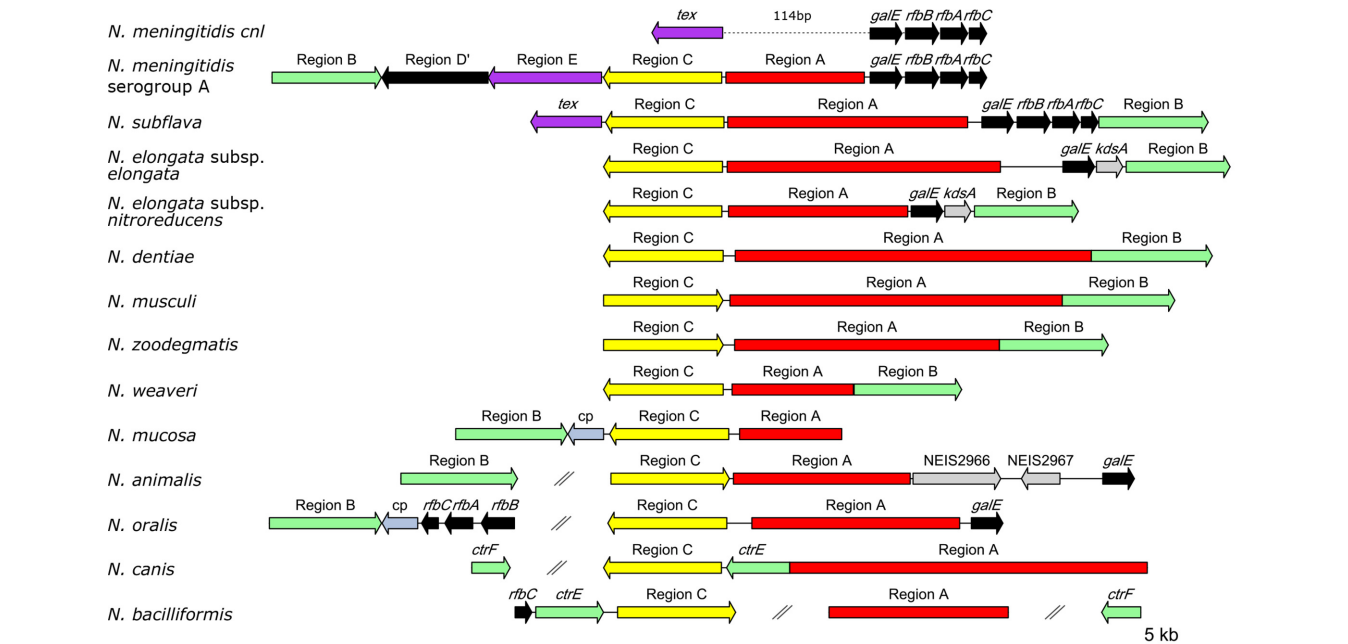 tex 114bp galE rfbB rfbA rfbC
N. meningitidis cnl
Region B Region D' Region E Region C Region A galE rfbB rfbA rfbC
N. meningitidis
serogroup A
tex Region C Region A galE rfbB rfbA rfbC Region B
N. subflava
Region C Region A galE kdsA Region B
N. elongata subsp.
elongata
Region C Region A galE kdsA Region B
N. elongata subsp.
nitroreducens
Region C Region A Region B
N. dentiae
Region C Region A Region B
N. musculi
Region C Region A Region B
N. zoodegmatis
Region C Region A Region B
N. weaveri
Region B cp Region C Region A
N. mucosa
Region B Region C Region A NEIS2966 NEIS2967 galE
N. animalis
Region B cp rfbC rfbA rfbB Region C Region A galE
N. oralis
ctrF Region C ctrE Region A
N. canis
rfbC ctrE Region C Region A ctrF
N. bacilliformis
5 kb